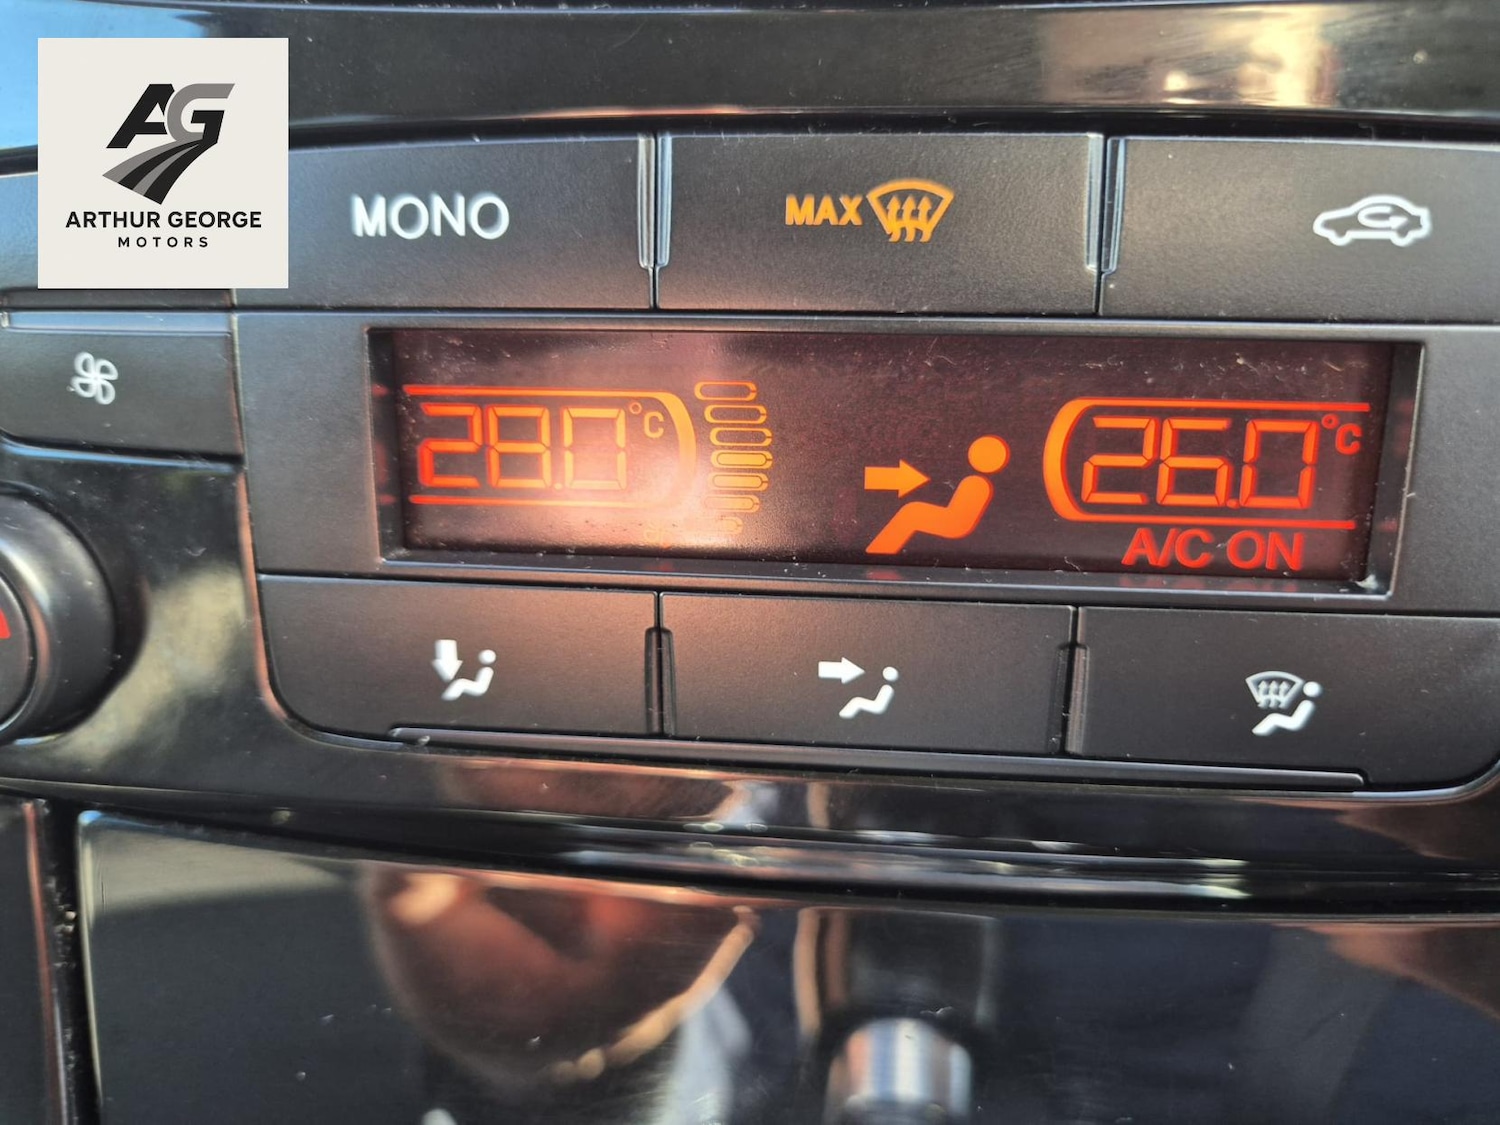 AG
ARTHUR GEORGE
MOTORS
MONO
MAX
28.0°C
26.0°C
A/C ON